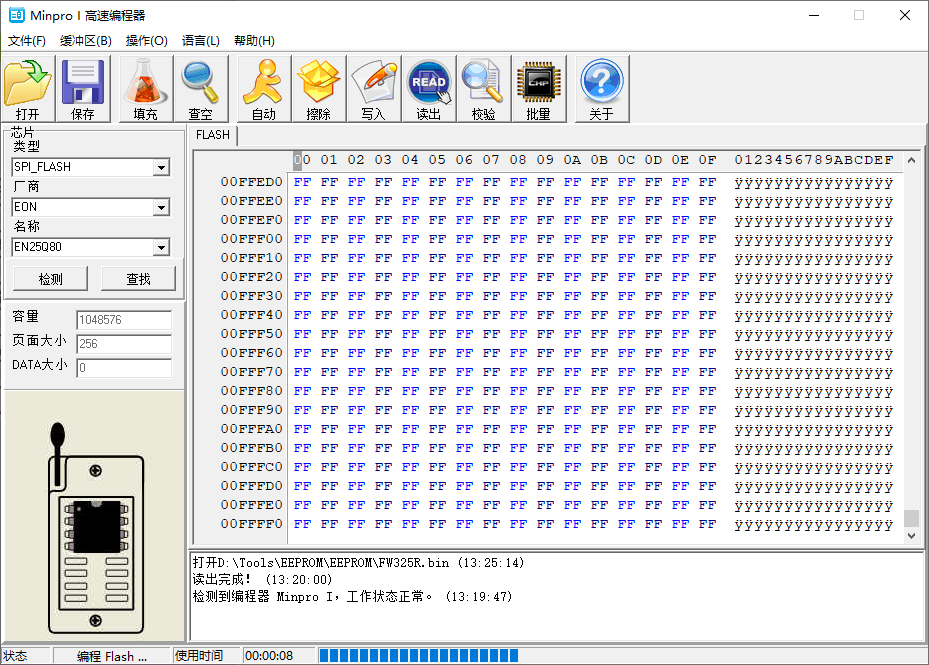 Minpro I 高速编程器
文件(F) 缓冲区(B) 操作(O) 语言(L) 帮助(H)
打开 保存 填充 查空 自动 擦除 写入 读出 校验 批量 关于
READ
CHIP
芯片
类型
SPI_FLASH
厂商
EON
名称
EN25Q80
检测 查找
容量 1048576
页面大小 256
DATA大小 0
FLASH
00 01 02 03 04 05 06 07 08 09 0A 0B 0C 0D 0E 0F 0123456789ABCDEF
00FFED0 FF FF FF FF FF FF FF FF FF FF FF FF FF FF FF FF ÿÿÿÿÿÿÿÿÿÿÿÿÿÿÿÿ
00FFEE0 FF FF FF FF FF FF FF FF FF FF FF FF FF FF FF FF ÿÿÿÿÿÿÿÿÿÿÿÿÿÿÿÿ
00FFEF0 FF FF FF FF FF FF FF FF FF FF FF FF FF FF FF FF ÿÿÿÿÿÿÿÿÿÿÿÿÿÿÿÿ
00FFF00 FF FF FF FF FF FF FF FF FF FF FF FF FF FF FF FF ÿÿÿÿÿÿÿÿÿÿÿÿÿÿÿÿ
00FFF10 FF FF FF FF FF FF FF FF FF FF FF FF FF FF FF FF ÿÿÿÿÿÿÿÿÿÿÿÿÿÿÿÿ
00FFF20 FF FF FF FF FF FF FF FF FF FF FF FF FF FF FF FF ÿÿÿÿÿÿÿÿÿÿÿÿÿÿÿÿ
00FFF30 FF FF FF FF FF FF FF FF FF FF FF FF FF FF FF FF ÿÿÿÿÿÿÿÿÿÿÿÿÿÿÿÿ
00FFF40 FF FF FF FF FF FF FF FF FF FF FF FF FF FF FF FF ÿÿÿÿÿÿÿÿÿÿÿÿÿÿÿÿ
00FFF50 FF FF FF FF FF FF FF FF FF FF FF FF FF FF FF FF ÿÿÿÿÿÿÿÿÿÿÿÿÿÿÿÿ
00FFF60 FF FF FF FF FF FF FF FF FF FF FF FF FF FF FF FF ÿÿÿÿÿÿÿÿÿÿÿÿÿÿÿÿ
00FFF70 FF FF FF FF FF FF FF FF FF FF FF FF FF FF FF FF ÿÿÿÿÿÿÿÿÿÿÿÿÿÿÿÿ
00FFF80 FF FF FF FF FF FF FF FF FF FF FF FF FF FF FF FF ÿÿÿÿÿÿÿÿÿÿÿÿÿÿÿÿ
00FFF90 FF FF FF FF FF FF FF FF FF FF FF FF FF FF FF FF ÿÿÿÿÿÿÿÿÿÿÿÿÿÿÿÿ
00FFFA0 FF FF FF FF FF FF FF FF FF FF FF FF FF FF FF FF ÿÿÿÿÿÿÿÿÿÿÿÿÿÿÿÿ
00FFFB0 FF FF FF FF FF FF FF FF FF FF FF FF FF FF FF FF ÿÿÿÿÿÿÿÿÿÿÿÿÿÿÿÿ
00FFFC0 FF FF FF FF FF FF FF FF FF FF FF FF FF FF FF FF ÿÿÿÿÿÿÿÿÿÿÿÿÿÿÿÿ
00FFFD0 FF FF FF FF FF FF FF FF FF FF FF FF FF FF FF FF ÿÿÿÿÿÿÿÿÿÿÿÿÿÿÿÿ
00FFFE0 FF FF FF FF FF FF FF FF FF FF FF FF FF FF FF FF ÿÿÿÿÿÿÿÿÿÿÿÿÿÿÿÿ
00FFFF0 FF FF FF FF FF FF FF FF FF FF FF FF FF FF FF FF ÿÿÿÿÿÿÿÿÿÿÿÿÿÿÿÿ
打开D:\Tools\EEPROM\EEPROM\FW325R.bin (13:25:14)
读出完成! (13:20:00)
检测到编程器 Minpro I，工作状态正常。 (13:19:47)
状态 编程 Flash ... 使用时间 00:00:08